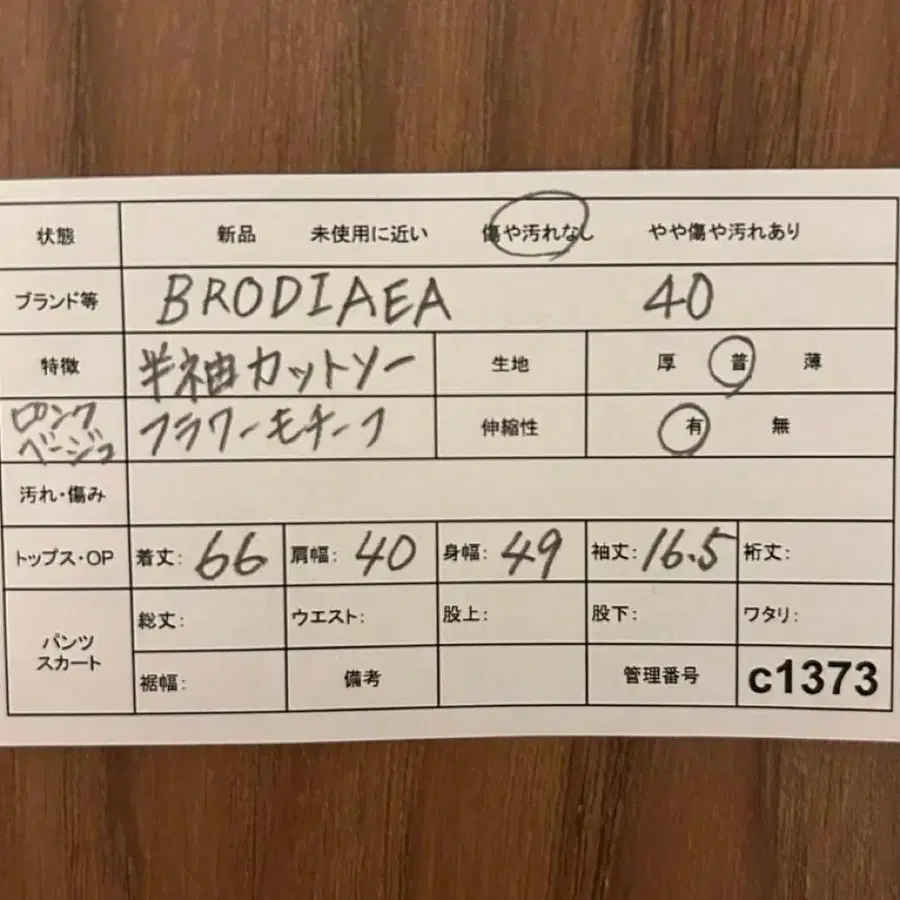 状態 新品 未使用に近い 傷や汚れなし やや傷や汚れあり
ブランド等 BRODIAEA 40
特徴 半袖カットソー 生地 厚 普 薄
ピンク ベージュ フラワーモチーフ 伸縮性 有 無
汚れ・傷み
トップス・OP 着丈: 66 肩幅: 40 身幅: 49 袖丈: 16.5 裄丈:
パンツ スカート 総丈: ウエスト: 股上: 股下: ワタリ:
裾幅: 備考 管理番号 c1373